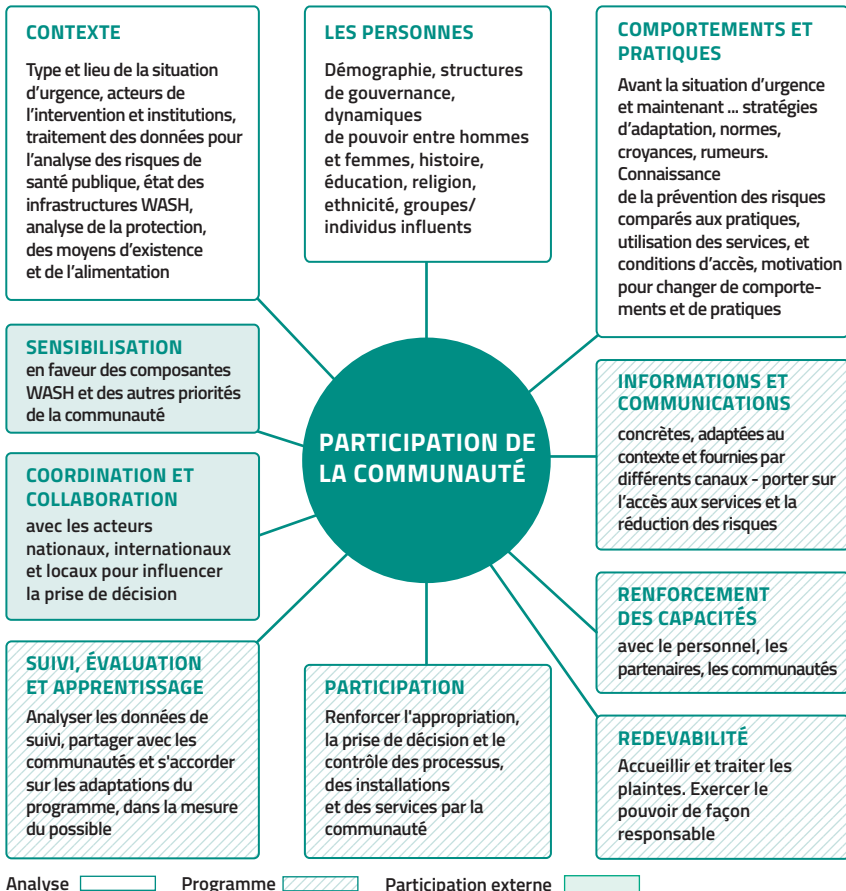 CONTEXTE
Type et lieu de la situation
d’urgence, acteurs de
l’intervention et institutions,
traitement des données pour
l’analyse des risques de
santé publique, état des
infrastructures WASH,
analyse de la protection,
des moyens d’existence
et de l’alimentation
LES PERSONNES
Démographie, structures
de gouvernance,
dynamiques
de pouvoir entre hommes
et femmes, histoire,
éducation, religion,
ethnicité, groupes/
individus influents
COMPORTEMENTS ET
PRATIQUES
Avant la situation d’urgence
et maintenant ... stratégies
d’adaptation, normes,
croyances, rumeurs.
Connaissance
de la prévention des risques
comparés aux pratiques,
utilisation des services, et
conditions d’accès, motivation
pour changer de comporte-
ments et de pratiques
SENSIBILISATION
en faveur des composantes
WASH et des autres priorités
de la communauté
PARTICIPATION DE
LA COMMUNAUTÉ
INFORMATIONS ET
COMMUNICATIONS
concrètes, adaptées au
contexte et fournies par
différents canaux - porter sur
l’accès aux services et la
réduction des risques
COORDINATION ET
COLLABORATION
avec les acteurs
nationaux, internationaux
et locaux pour influencer
la prise de décision
RENFORCEMENT
DES CAPACITÉS
avec le personnel, les
partenaires, les communautés
SUIVI, ÉVALUATION
ET APPRENTISSAGE
Analyser les données de
suivi, partager avec les
communautés et s'accorder
sur les adaptations du
programme, dans la mesure
du possible
PARTICIPATION
Renforcer l'appropriation,
la prise de décision et le
contrôle des processus,
des installations
et des services par la
communauté
REDEVABILITÉ
Accueillir et traiter les
plaintes. Exercer le
pouvoir de façon
responsable
Analyse
Programme
Participation externe